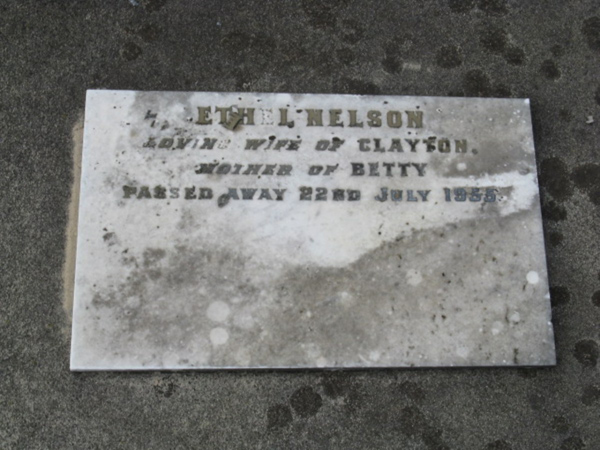 ETHEL NELSON
LOVING WIFE OF CLAYTON.
MOTHER OF BETTY
PASSED AWAY 22ND JULY